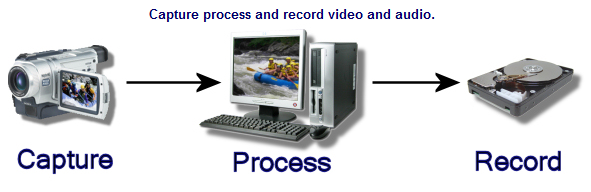 Capture process and record video and audio.
Capture
Process
Record